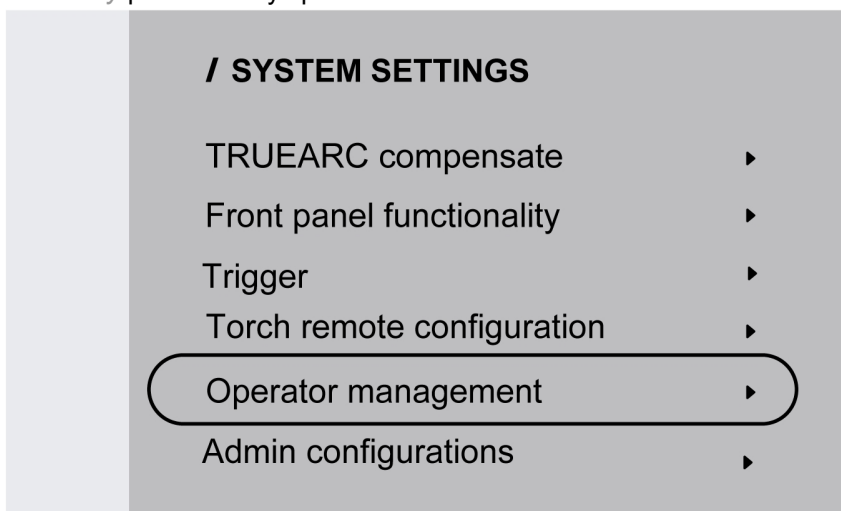 / SYSTEM SETTINGS
TRUEARC compensate
Front panel functionality
Trigger
Torch remote configuration
Operator management
Admin configurations